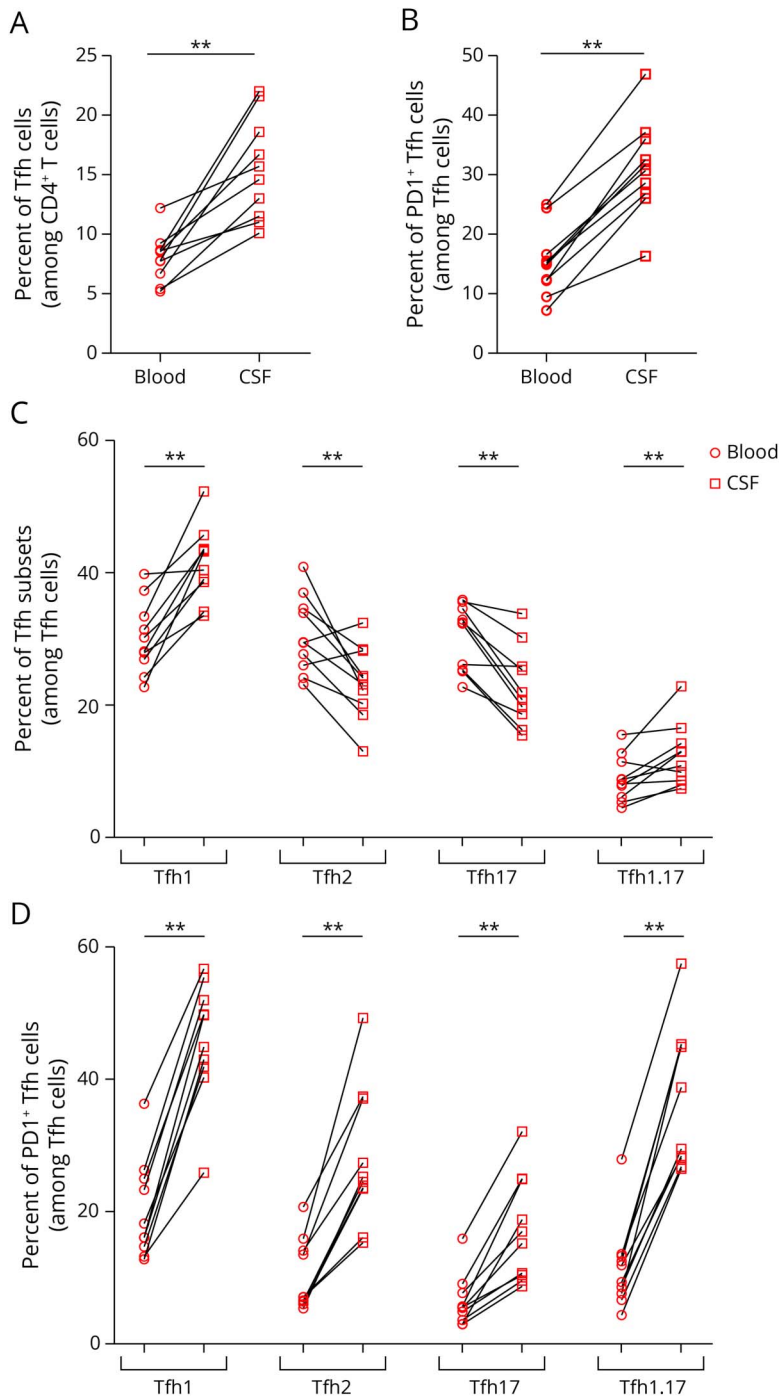 A
**
Percent of Tfh cells
(among CD4⁺ T cells)
25
20
15
10
5
0
Blood
CSF
B
**
Percent of PD1⁺ Tfh cells
(among Tfh cells)
50
40
30
20
10
0
Blood
CSF
C
** ** ** **
Percent of Tfh subsets
(among Tfh cells)
60
40
20
0
Tfh1
Tfh2
Tfh17
Tfh1.17
Blood
CSF
D
** ** ** **
Percent of PD1⁺ Tfh cells
(among Tfh cells)
60
40
20
0
Tfh1
Tfh2
Tfh17
Tfh1.17